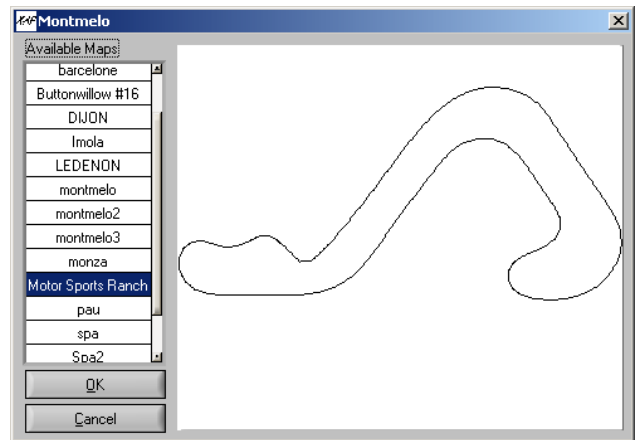 Montmelo
Available Maps
barcelone
Buttonwillow #16
DIJON
Imola
LEDENON
montmelo
montmelo2
montmelo3
monza
Motor Sports Ranch
pau
spa
Spa2
OK
Cancel